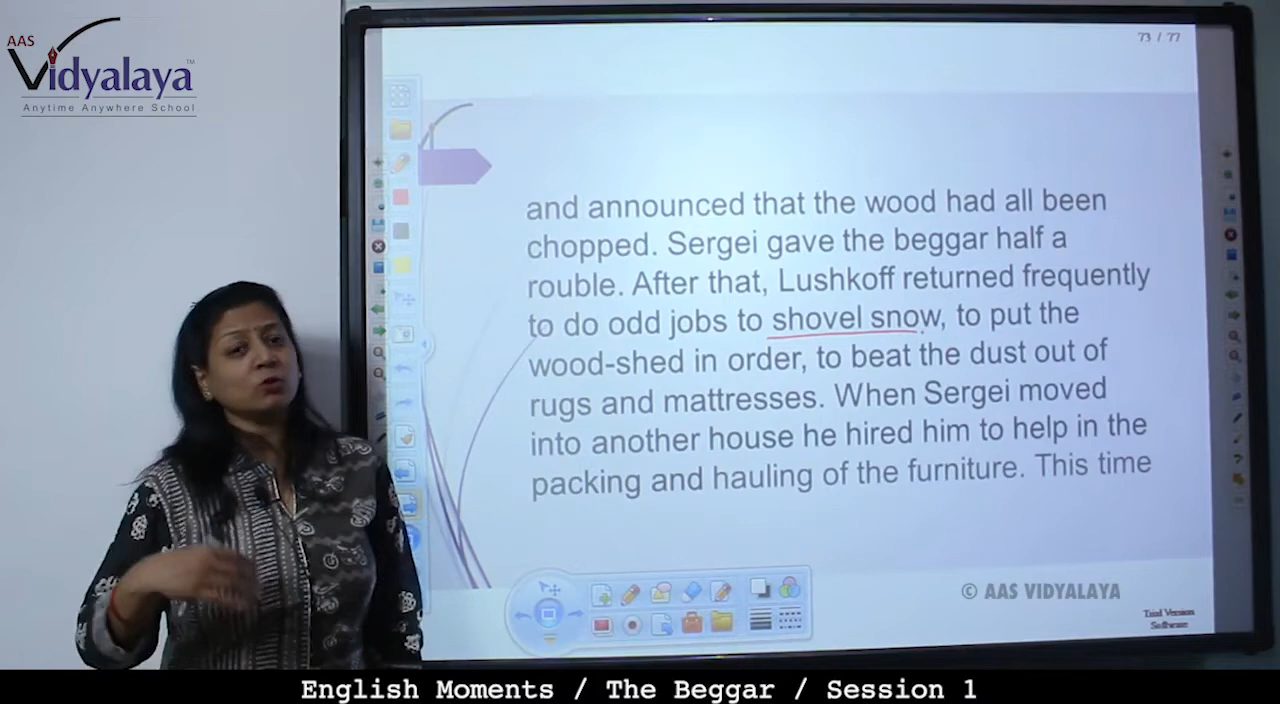 AAS
Vidyalaya
TM
Anytime Anywhere School
73 / 77
and announced that the wood had all been
chopped. Sergei gave the beggar half a
rouble. After that, Lushkoff returned frequently
to do odd jobs to shovel snow, to put the
wood-shed in order, to beat the dust out of
rugs and mattresses. When Sergei moved
into another house he hired him to help in the
packing and hauling of the furniture. This time
© AAS VIDYALAYA
Trial Version
Software
English Moments / The Beggar / Session 1